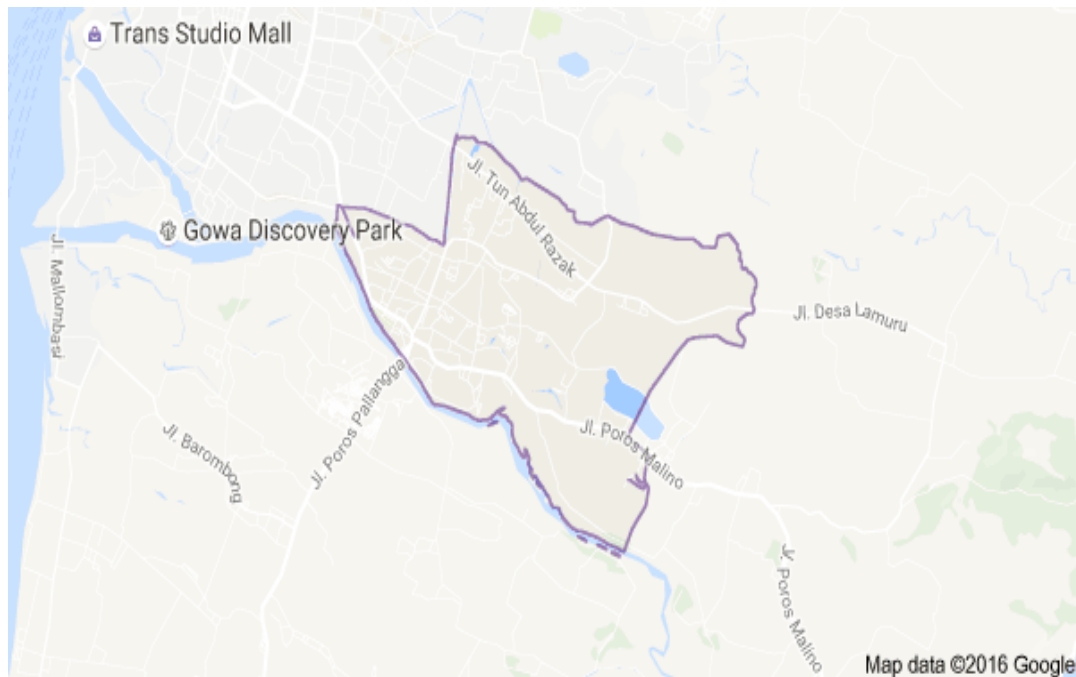 Trans Studio Mall
Jl. Tun Abdul Razak
Gowa Discovery Park
Jl. Mallombasi
Jl. Desa Lamuru
Jl. Poros Pallangga
Jl. Barombong
Jl. Poros Malino
Jl. Poros Malino
Map data ©2016 Google